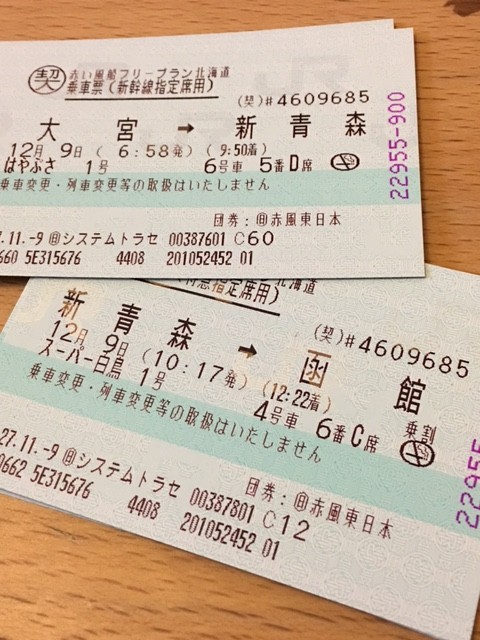 契 赤い風船フリープラン北海道
乗車票(新幹線指定席用)
(契)#4609685
大宮 → 新青森
12月 9日 ( 6:58発) (9:50着)
はやぶさ 1号 6号車 5番D席
乗車変更・列車変更等の取扱はいたしません
22955-900
団券:@赤風東日本
27.11.-9 @システムトラセ 00387601 C60
0660 5E315676 4408 201052452 01
特急指定席用)
(契)#4609685
新青森 → 函館
12月 9日 (10:17発) (12:22着) 乗割
スーパー白鳥 1号 4号車 6番C席
乗車変更・列車変更等の取扱はいたしません
22955
団券:@赤風東日本
27.11.-9 @システムトラセ 00387801 C12
0662 5E315676 4408 201052452 01